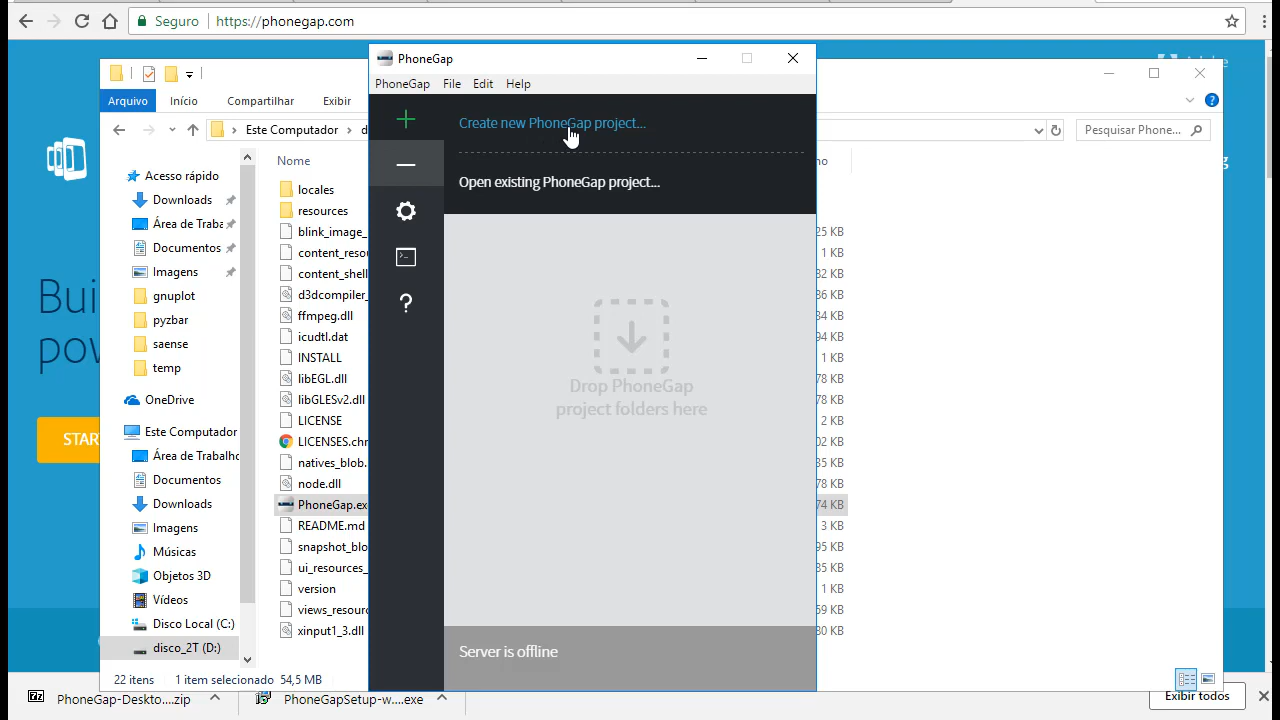 Seguro
https://phonegap.com
PhoneGap
PhoneGap File Edit Help
Arquivo Início Compartilhar Exibir
Create new PhoneGap project...
Open existing PhoneGap project...
Este Computador
Pesquisar Phone...
Nome
Acesso rápido
Downloads
Área de Traba
Documentos
Imagens
gnuplot
pyzbar
saense
temp
OneDrive
Este Computador
Área de Trabalho
Documentos
Downloads
Imagens
Músicas
Objetos 3D
Vídeos
Disco Local (C:)
disco_2T (D:)
locales
resources
blink_image_
content_resou
content_shell
d3dcompiler_
ffmpeg.dll
icudtl.dat
INSTALL
libEGL.dll
libGLESv2.dll
LICENSE
LICENSES.chr
natives_blob.
node.dll
PhoneGap.ex
README.md
snapshot_blo
ui_resources_
version
views_resourc
xinput1_3.dll
25 KB
1 KB
32 KB
86 KB
34 KB
94 KB
1 KB
78 KB
78 KB
2 KB
02 KB
35 KB
78 KB
74 KB
3 KB
95 KB
35 KB
1 KB
59 KB
80 KB
Drop PhoneGap
project folders here
Server is offline
Bui
pow
STAR
22 itens 1 item selecionado 54,5 MB
PhoneGap-Deskto....zip
PhoneGapSetup-w....exe
Exibir todos